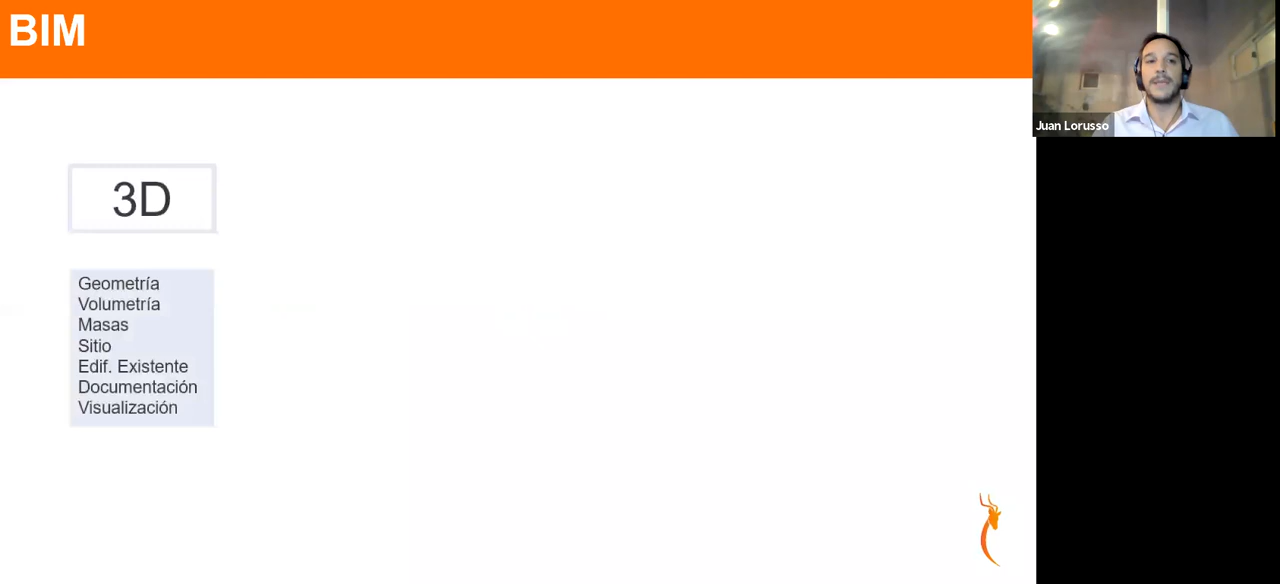 BIM
Juan Lorusso
3D
Geometría
Volumetría
Masas
Sitio
Edif. Existente
Documentación
Visualización